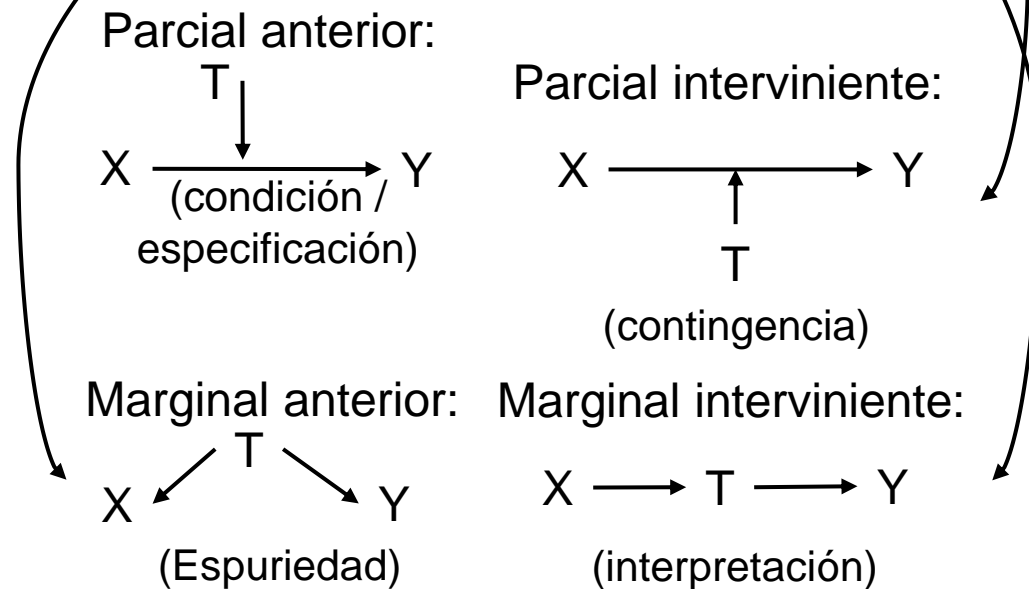 Parcial anterior:
T
X Y
(condición /
especificación)
Parcial interviniente:
X Y
T
(contingencia)
Marginal anterior:
T
X Y
(Espuriedad)
Marginal interviniente:
X T Y
(interpretación)